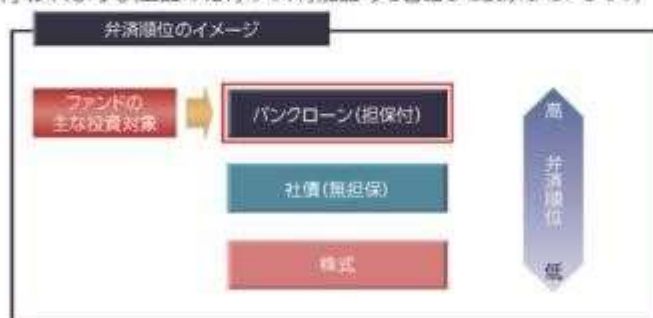 弁済順位のイメージ
ファンドの
主な投資対象
バンクローン(担保付)
社債(無担保)
株式
高
弁済順位
低